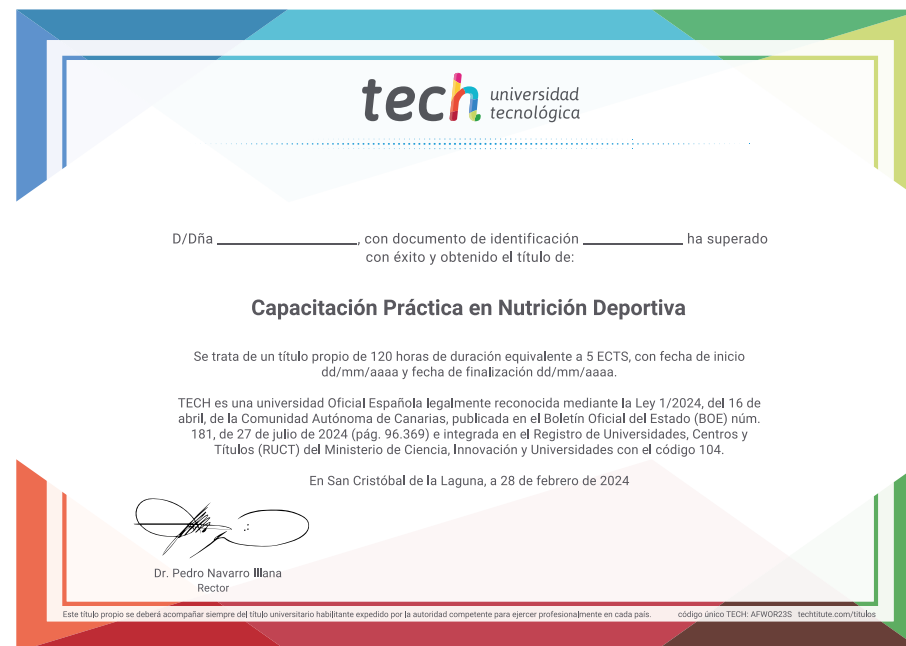 tech universidad
tecnológica
D/Dña ____________________, con documento de identificación ______________ ha superado
con éxito y obtenido el título de:
Capacitación Práctica en Nutrición Deportiva
Se trata de un título propio de 120 horas de duración equivalente a 5 ECTS, con fecha de inicio
dd/mm/aaaa y fecha de finalización dd/mm/aaaa.
TECH es una universidad Oficial Española legalmente reconocida mediante la Ley 1/2024, del 16 de
abril, de la Comunidad Autónoma de Canarias, publicada en el Boletín Oficial del Estado (BOE) núm.
181, de 27 de julio de 2024 (pág. 96.369) e integrada en el Registro de Universidades, Centros y
Títulos (RUCT) del Ministerio de Ciencia, Innovación y Universidades con el código 104.
En San Cristóbal de la Laguna, a 28 de febrero de 2024
Dr. Pedro Navarro Illana
Rector
Este título propio se deberá acompañar siempre del título universitario habilitante expedido por la autoridad competente para ejercer profesionalmente en cada país. código único TECH: AFWOR23S techtitute.com/titulos